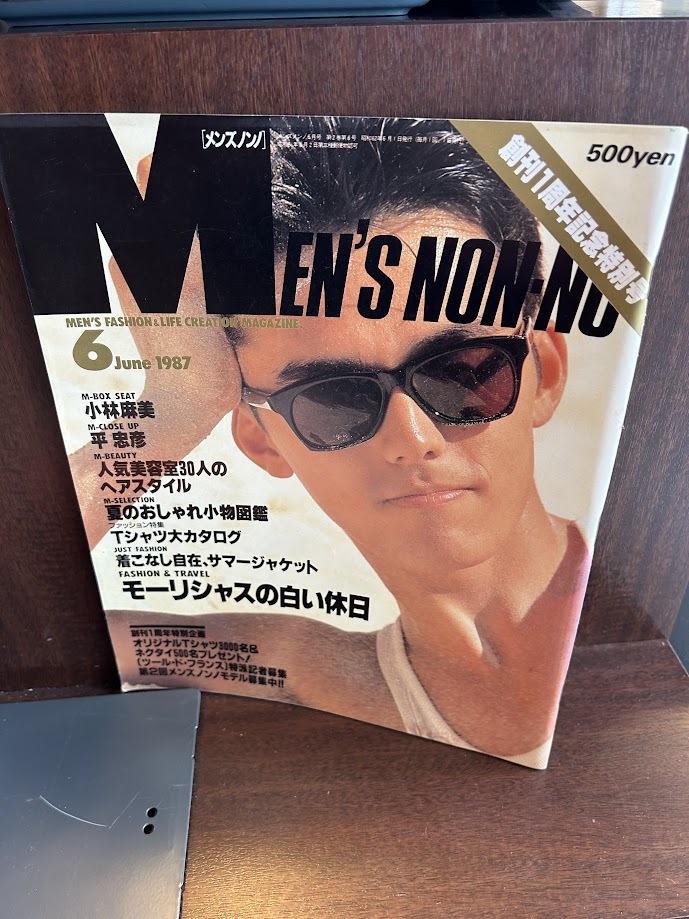 [メンズノンノ]
創刊1周年記念特別号
500yen
MEN'S NON-NO
MEN'S FASHION & LIFE CREATION MAGAZINE.
6 June 1987
M-BOX SEAT
小林麻美
M-CLOSE UP
平 忠彦
M-BEAUTY
人気美容室30人の
ヘアスタイル
M-SELECTION
夏のおしゃれ小物図鑑
ファッション特集
Tシャツ大カタログ
JUST FASHION
着こなし自在、サマージャケット
FASHION & TRAVEL
モーリシャスの白い休日
創刊1周年特別企画
オリジナルTシャツ3000名&
ネクタイ500名プレゼント!
[ツール・ド・フランス]特派記者募集
第2回メンズノンノモデル募集中!!